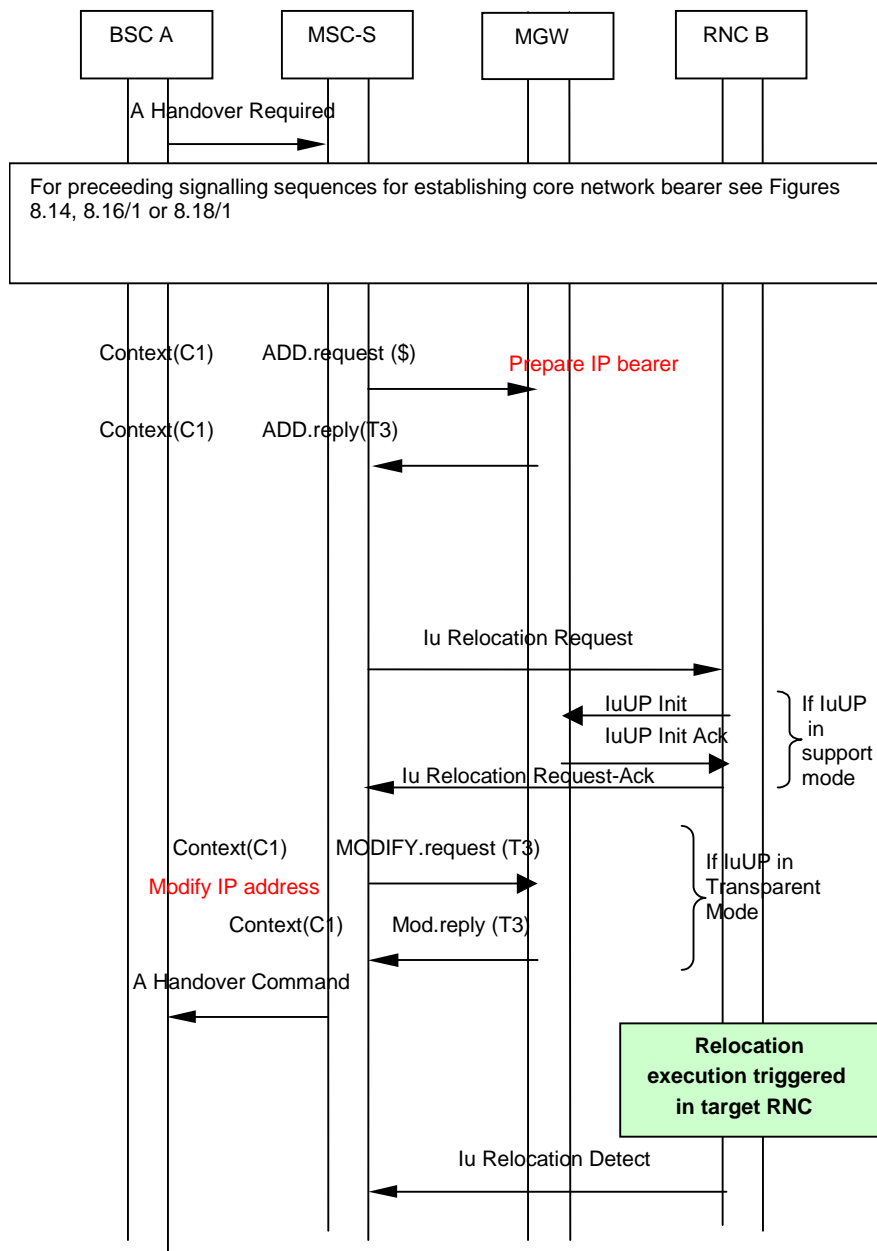 BSC A
MSC-S
MGW
RNC B
A Handover Required
For preceeding signalling sequences for establishing core network bearer see Figures
8.14, 8.16/1 or 8.18/1
Context(C1) ADD.request ($)
Prepare IP bearer
Context(C1) ADD.reply(T3)
Iu Relocation Request
IuUP Init
IuUP Init Ack
If IuUP
in
support
mode
Iu Relocation Request-Ack
Context(C1) MODIFY.request (T3)
Modify IP address
If IuUP in
Transparent
Mode
Context(C1) Mod.reply (T3)
A Handover Command
Relocation
execution triggered
in target RNC
Iu Relocation Detect